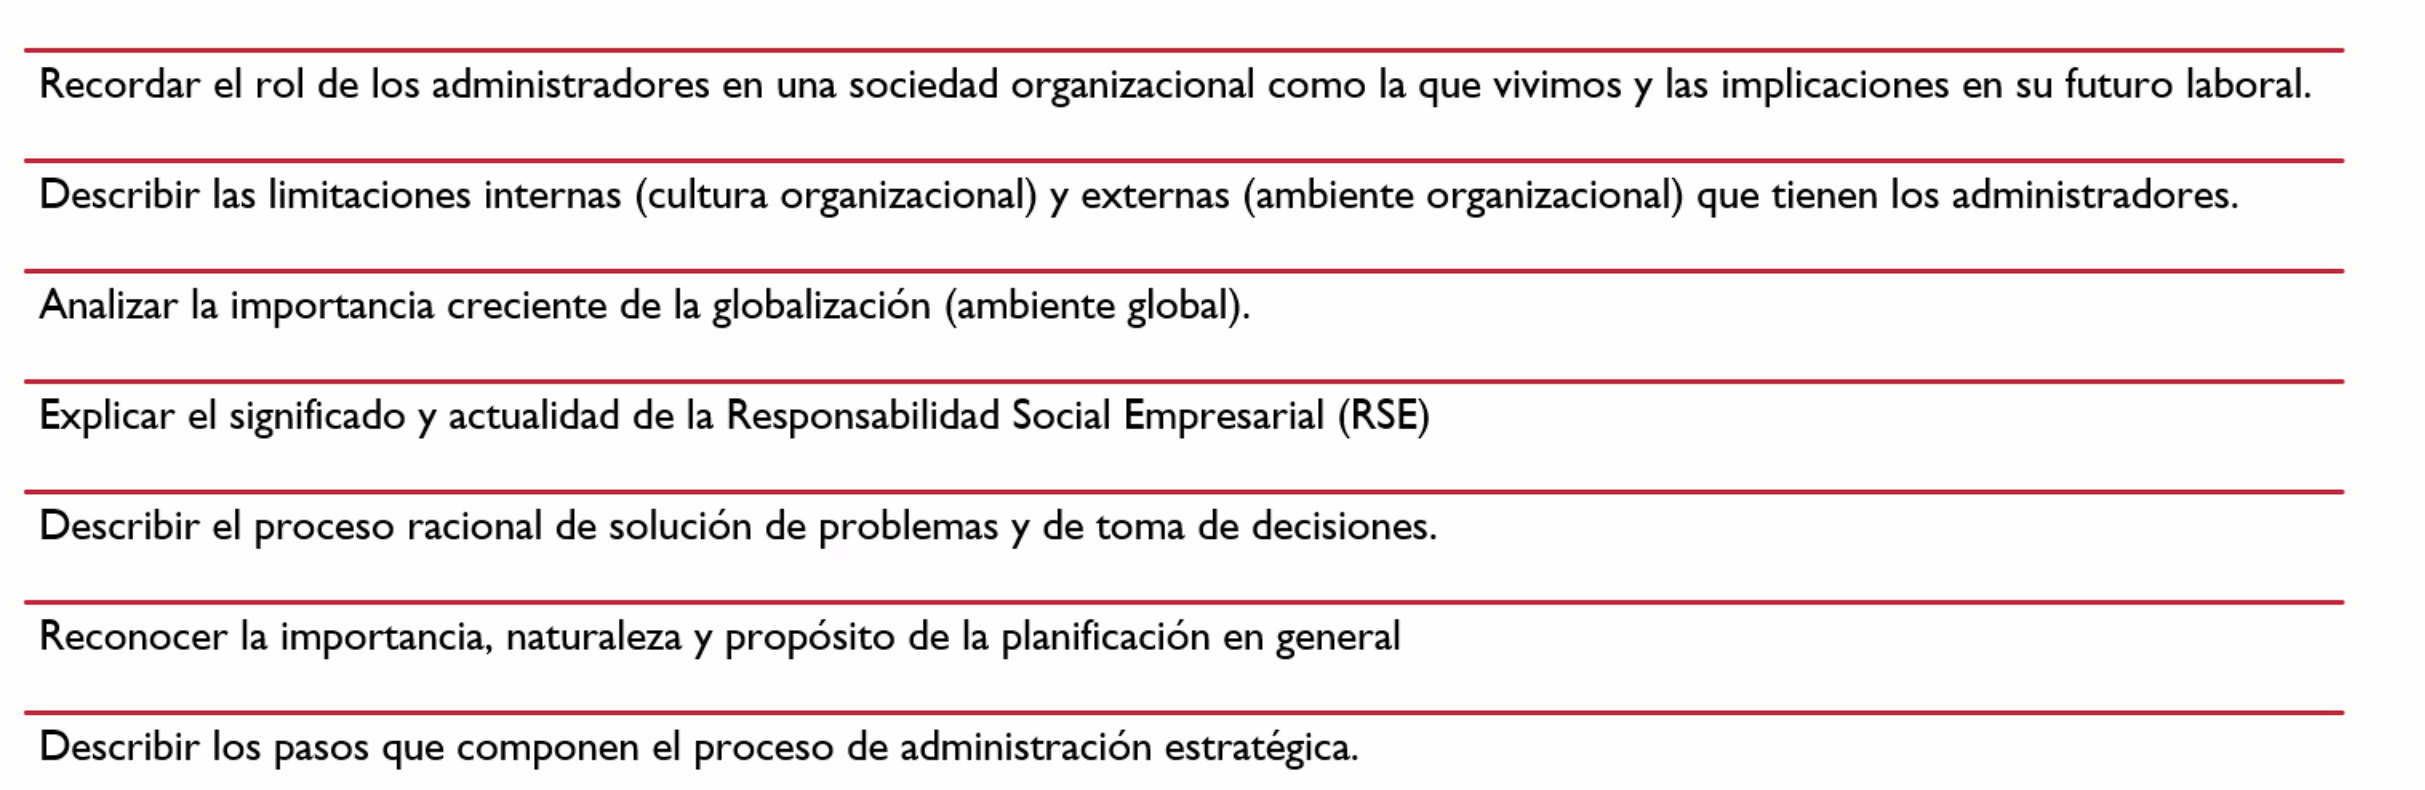 Recordar el rol de los administradores en una sociedad organizacional como la que vivimos y las implicaciones en su futuro laboral.
Describir las limitaciones internas (cultura organizacional) y externas (ambiente organizacional) que tienen los administradores.
Analizar la importancia creciente de la globalización (ambiente global).
Explicar el significado y actualidad de la Responsabilidad Social Empresarial (RSE)
Describir el proceso racional de solución de problemas y de toma de decisiones.
Reconocer la importancia, naturaleza y propósito de la planificación en general
Describir los pasos que componen el proceso de administración estratégica.